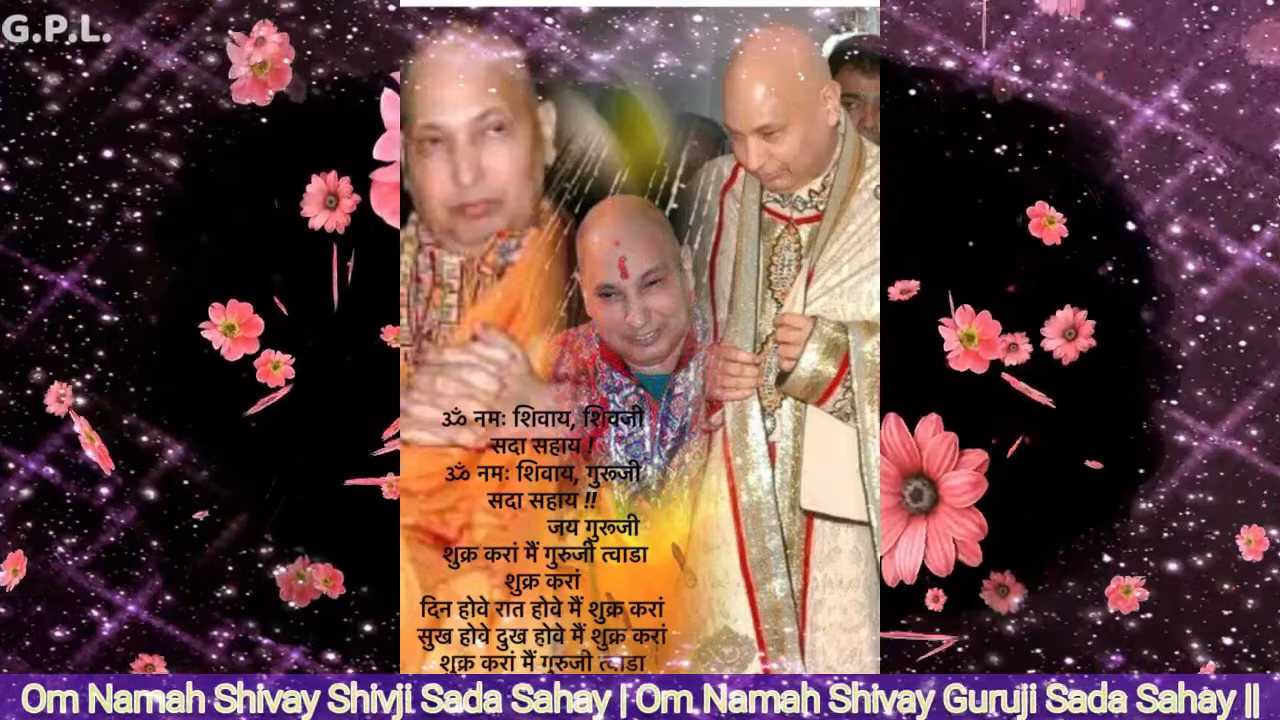 G.P.L.
ॐ नमः शिवाय, शिवजी
सदा सहाय !
ॐ नमः शिवाय, गुरूजी
सदा सहाय !!
जय गुरूजी
शुक्र करां मैं गुरुजी त्वाडा
शुक्र करां
दिन होवे रात होवे मैं शुक्र करां
सुख होवे दुख होवे मैं शुक्र करां
शुक्र करां मैं गुरुजी त्वाडा
Om Namah Shivay Shivji Sada Sahay | Om Namah Shivay Guruji Sada Sahay ||